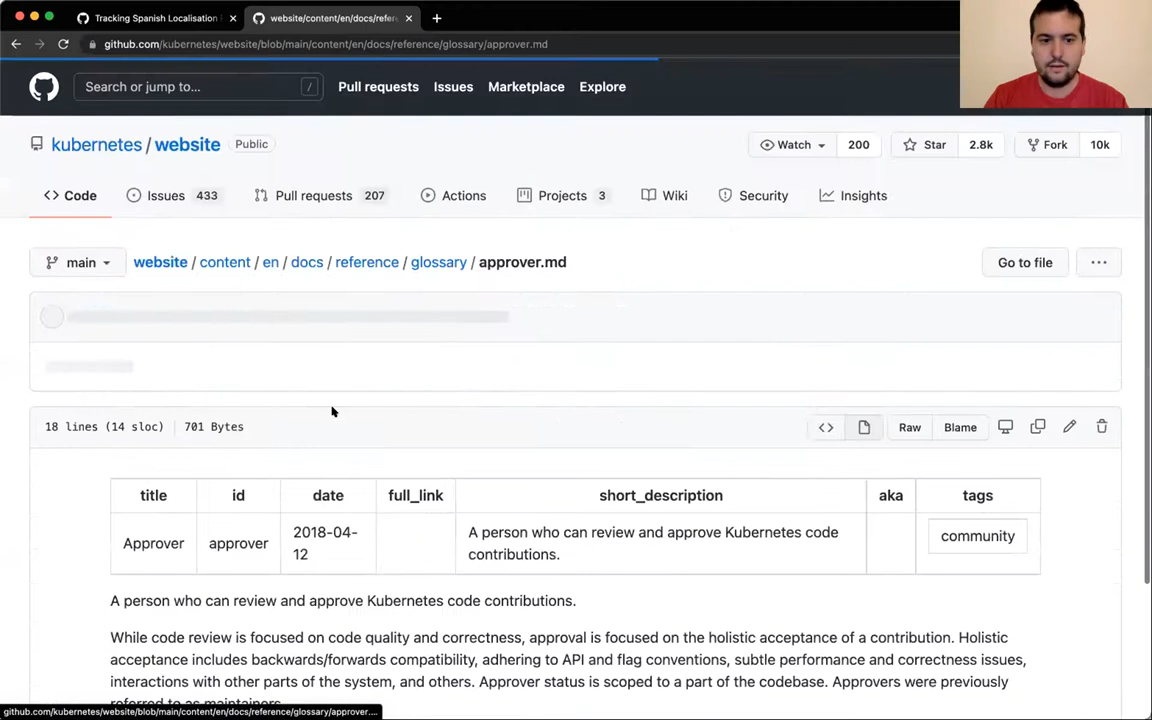 Tracking Spanish Localisation
website/content/en/docs/refer
github.com/kubernetes/website/blob/main/content/en/docs/reference/glossary/approver.md
Search or jump to... /
Pull requests Issues Marketplace Explore
kubernetes / website Public
Watch 200 Star 2.8k Fork 10k
Code Issues 433 Pull requests 207 Actions Projects 3 Wiki Security Insights
main website / content / en / docs / reference / glossary / approver.md
Go to file ...
18 lines (14 sloc) 701 Bytes
Raw Blame
title id date full_link short_description aka tags
Approver approver 2018-04-
12 A person who can review and approve Kubernetes code
contributions. community
A person who can review and approve Kubernetes code contributions.
While code review is focused on code quality and correctness, approval is focused on the holistic acceptance of a contribution. Holistic
acceptance includes backwards/forwards compatibility, adhering to API and flag conventions, subtle performance and correctness issues,
interactions with other parts of the system, and others. Approver status is scoped to a part of the codebase. Approvers were previously
referred to as maintainers.
github.com/kubernetes/website/blob/main/content/en/docs/reference/glossary/approver....